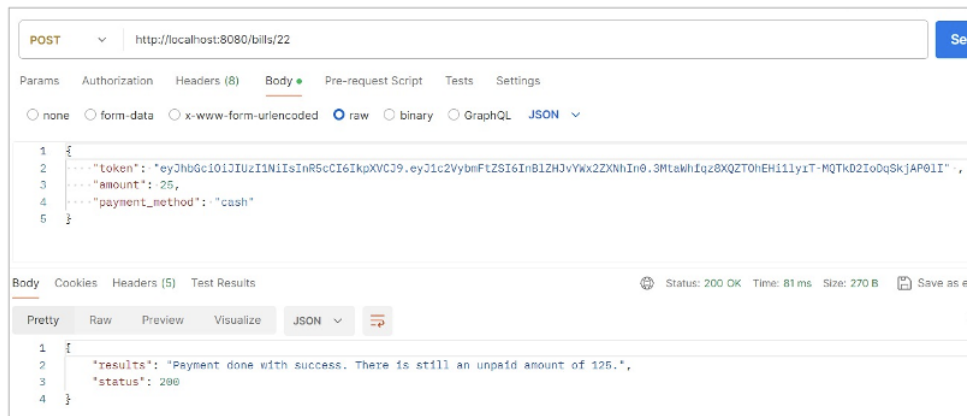 POST http://localhost:8080/bills/22 Se
Params Authorization Headers (8) Body Pre-request Script Tests Settings
none form-data x-www-form-urlencoded raw binary GraphQL JSON
1 {
2 "token": "eyJhbGciOiJIUzI1NiIsInR5cCI6IkpXVCJ9.eyJ1c2VybmFtZSI6InBlZHJvYWx2ZXNhIn0.3MtaWhfqz8XQZTOhEHi1lyrT-MQTkD2IoDqSkjAP0lI" ,
3 "amount": 25,
4 "payment_method": "cash"
5 }
Body Cookies Headers (5) Test Results Status: 200 OK Time: 81 ms Size: 270 B Save as e
Pretty Raw Preview Visualize JSON
1 {
2 "results": "Payment done with success. There is still an unpaid amount of 125.",
3 "status": 200
4 }